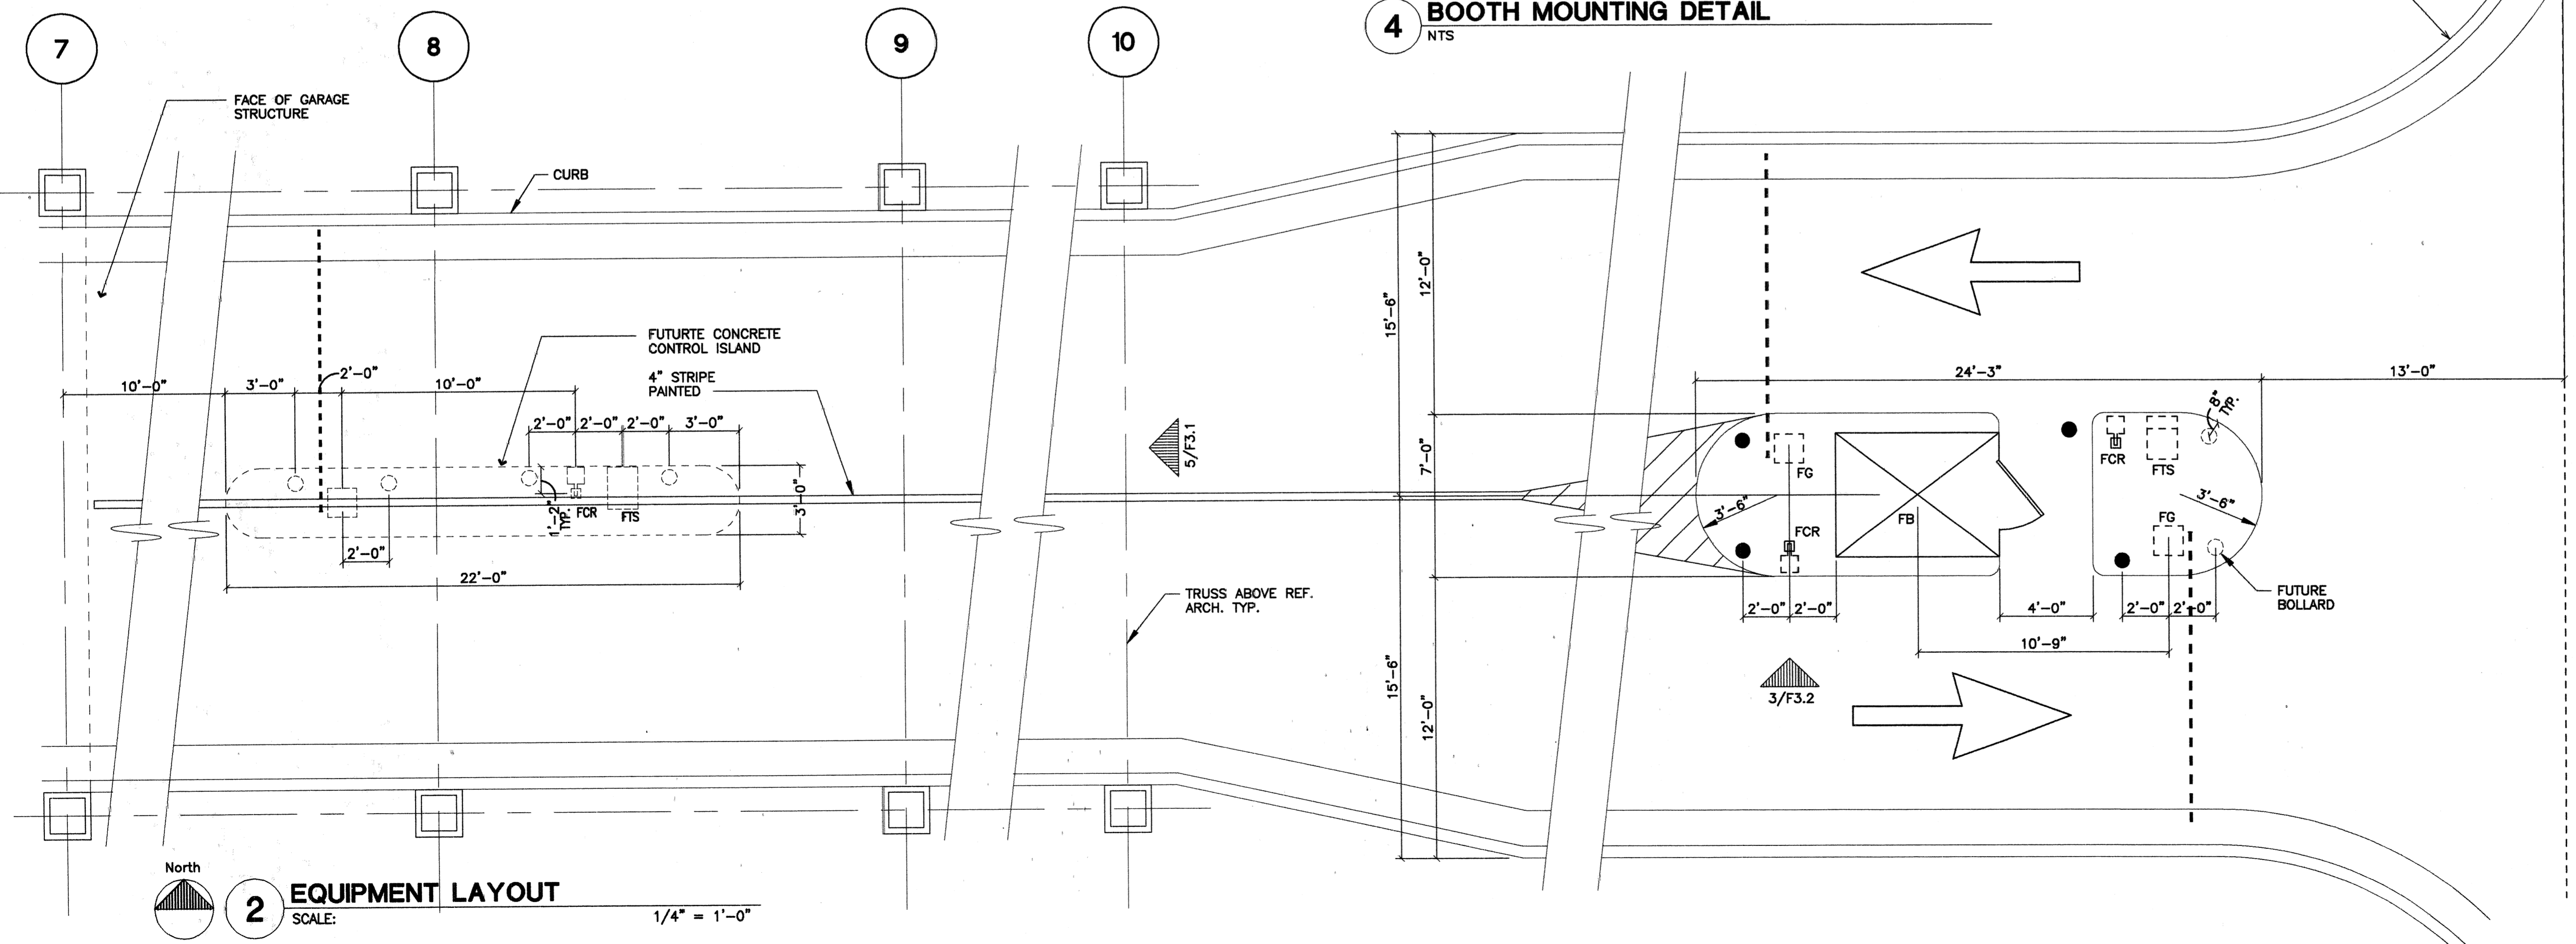 7
8
9
10
4
BOOTH MOUNTING DETAIL
NTS
FACE OF GARAGE
STRUCTURE
CURB
FUTURTE CONCRETE
CONTROL ISLAND
4" STRIPE
PAINTED
10'-0"
3'-0"
2'-0"
10'-0"
2'-0"
2'-0"
2'-0"
3'-0"
1'-2"
TYP.
FCR
FTS
3'-0"
2'-0"
22'-0"
5/F3.1
TRUSS ABOVE REF.
ARCH. TYP.
15'-6"
12'-0"
7'-0"
15'-6"
12'-0"
24'-3"
13'-0"
8"
TYP.
FG
FCR
FTS
3'-6"
FB
FCR
FG
3'-6"
2'-0"
2'-0"
4'-0"
2'-0"
2'-0"
10'-9"
FUTURE
BOLLARD
3/F3.2
North
2
EQUIPMENT LAYOUT
SCALE:
1/4" = 1'-0"